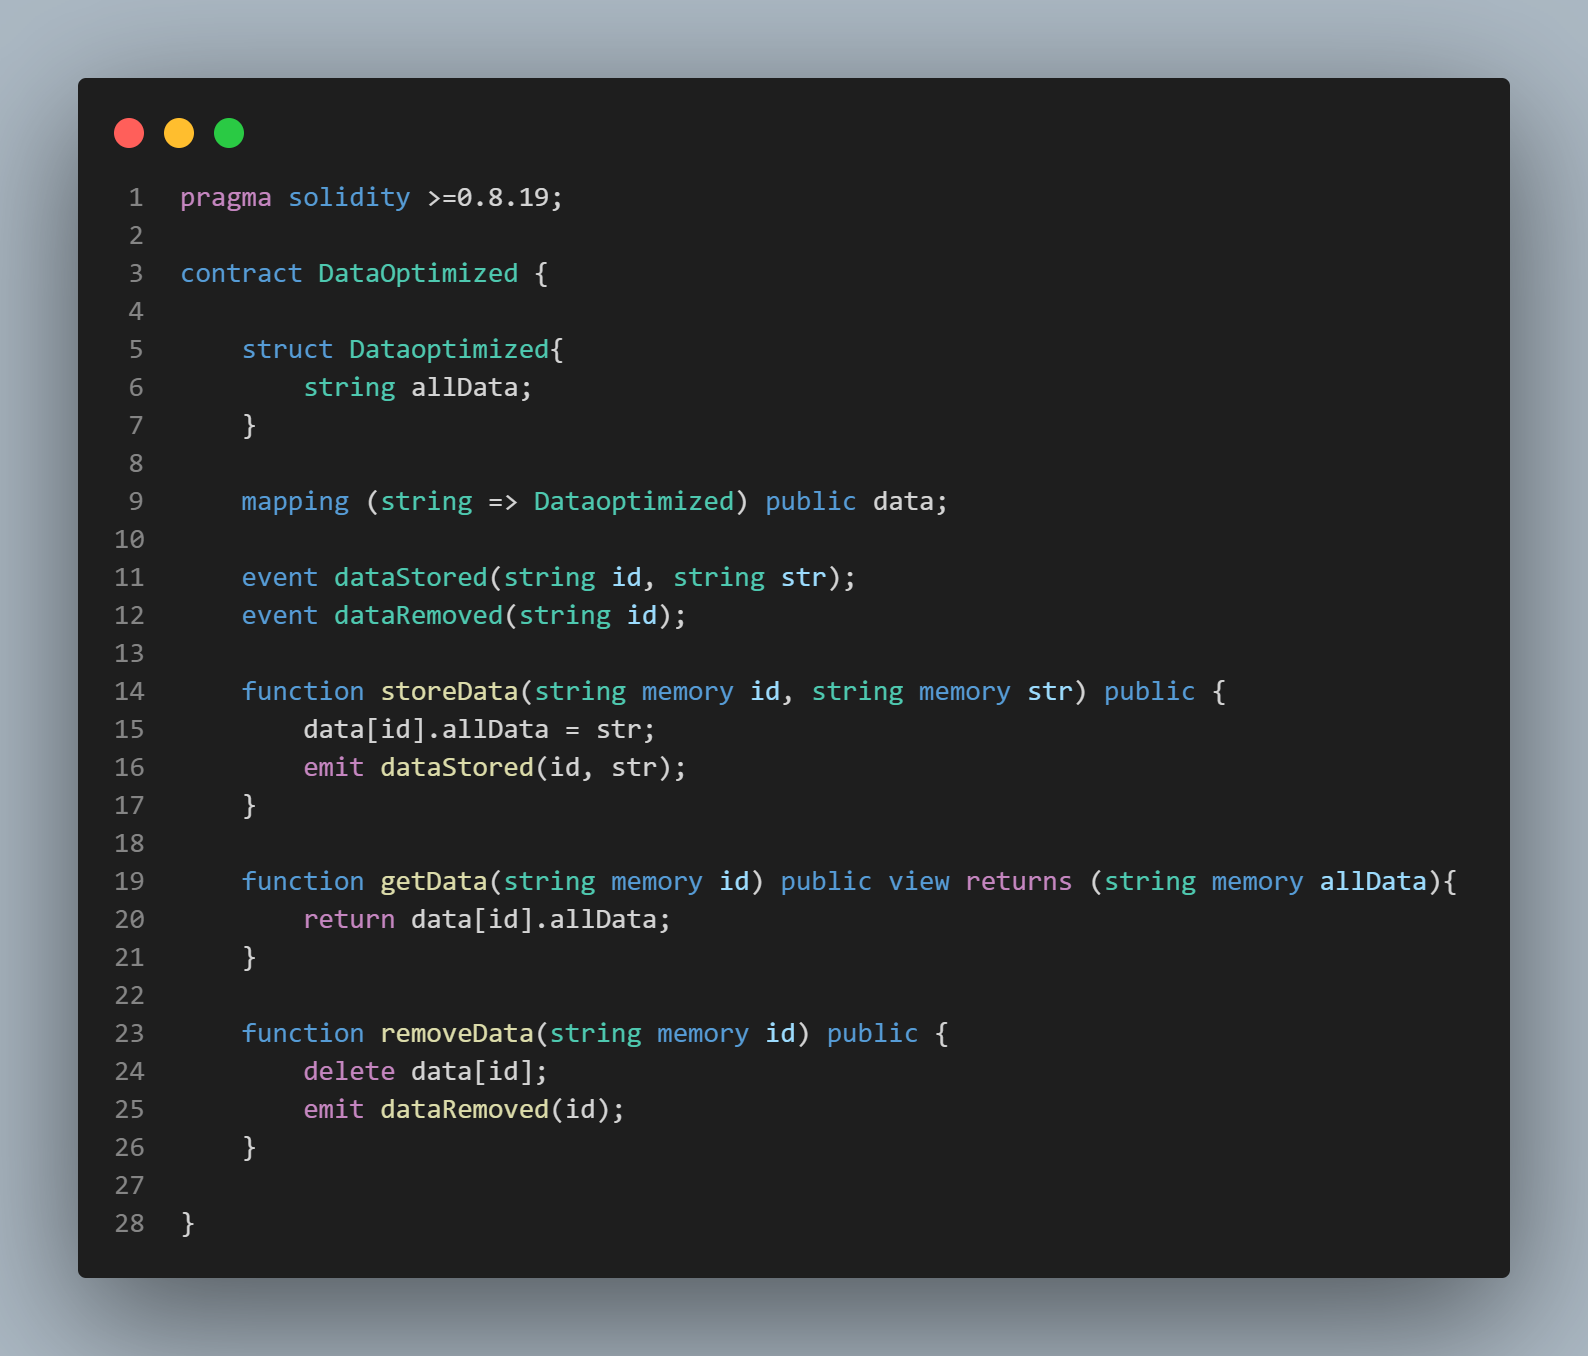 1 pragma solidity >=0.8.19;
2
3 contract DataOptimized {
4
5     struct Dataoptimized{
6         string allData;
7     }
8
9     mapping (string => Dataoptimized) public data;
10
11     event dataStored(string id, string str);
12     event dataRemoved(string id);
13
14     function storeData(string memory id, string memory str) public {
15         data[id].allData = str;
16         emit dataStored(id, str);
17     }
18
19     function getData(string memory id) public view returns (string memory allData){
20         return data[id].allData;
21     }
22
23     function removeData(string memory id) public {
24         delete data[id];
25         emit dataRemoved(id);
26     }
27
28 }